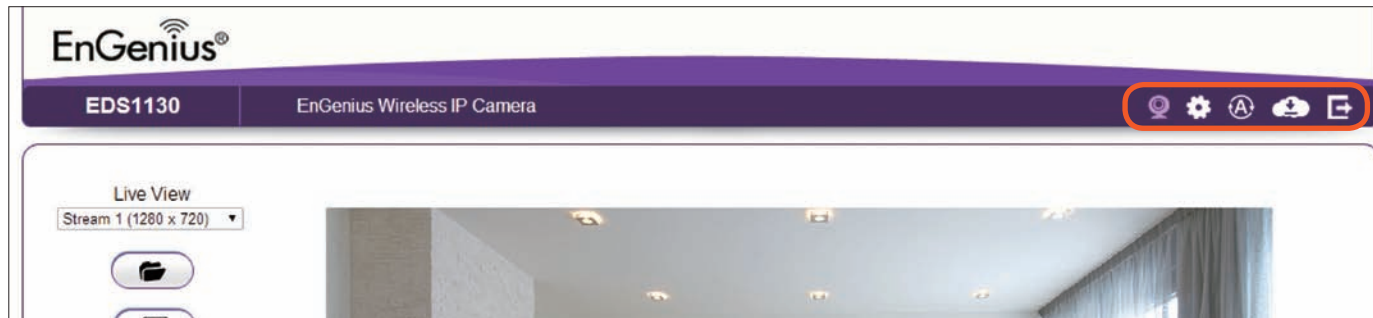 EnGenius®
EDS1130
EnGenius Wireless IP Camera
A
Live View
Stream 1 (1280 x 720)